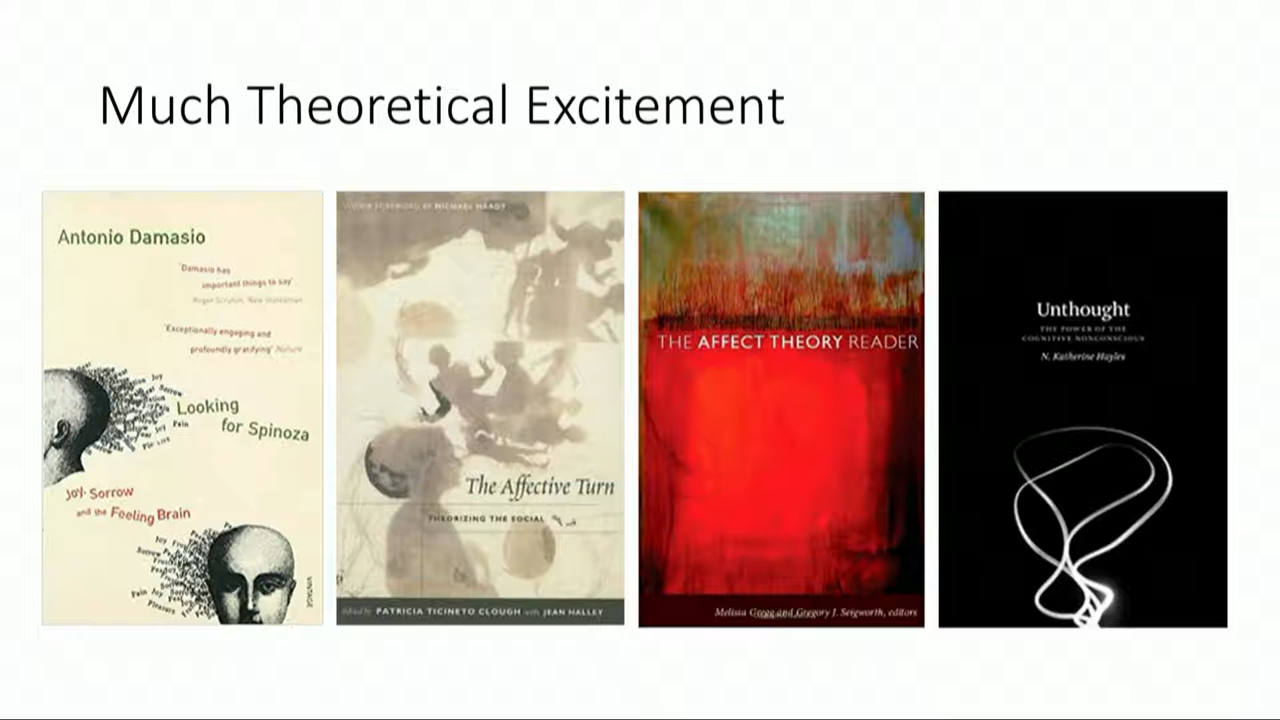 Much Theoretical Excitement
Antonio Damasio
'Damasio has
important things to say'
Roger Scruton, New Statesman
'Exceptionally engaging and
profoundly gratifying' Nature
Looking
for Spinoza
Joy· Sorrow
and the Feeling Brain
VINTAGE
FOREWORD BY MICHAEL HARDT
The Affective Turn
THEORIZING THE SOCIAL
Edited by PATRICIA TICINETO CLOUGH with JEAN HALLEY
THE AFFECT THEORY READER
Melissa Gregg and Gregory J. Seigworth, editors
Unthought
THE POWER OF THE
COGNITIVE NONCONSCIOUS
N. Katherine Hayles